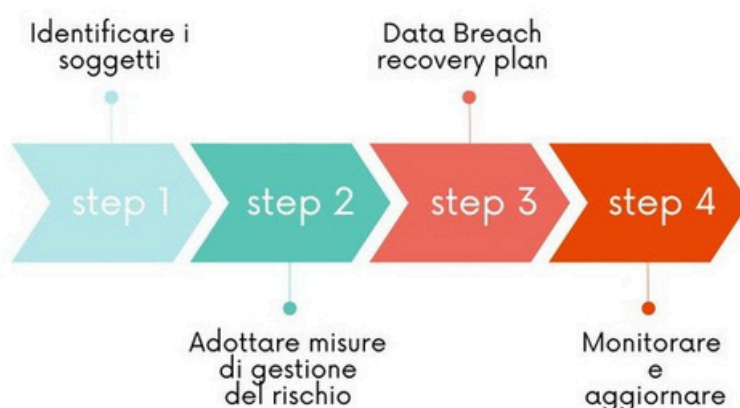 Identificare i
soggetti
Data Breach
recovery plan
step 1
step 2
step 3
step 4
Adottare misure
di gestione
del rischio
Monitorare
e
aggiornare